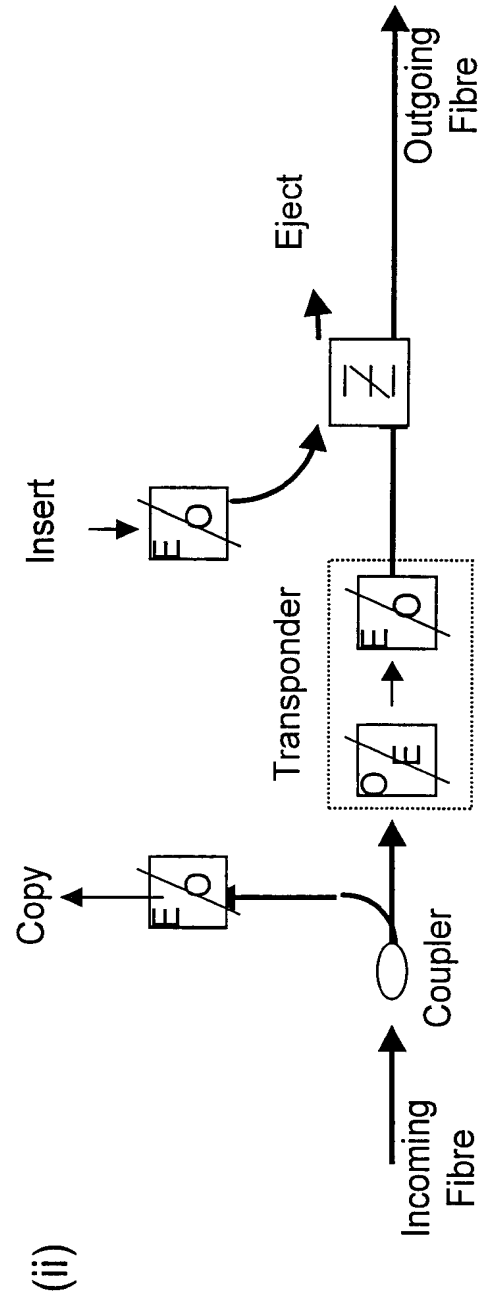 (ii)
Incoming
Fibre
Coupler
Copy
E
O
Transponder
O
E
E
O
Insert
E
O
Eject
Outgoing
Fibre